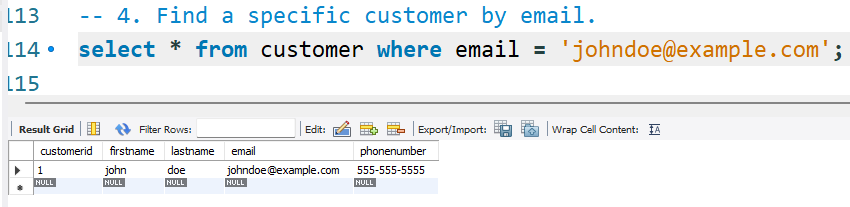 113 -- 4. Find a specific customer by email.
114 select * from customer where email = 'johndoe@example.com';
115
Result Grid Filter Rows: Edit: Export/Import: Wrap Cell Content: IA
customerid firstname lastname email phonenumber
1 john doe johndoe@example.com 555-555-5555
NULL NULL NULL NULL NULL